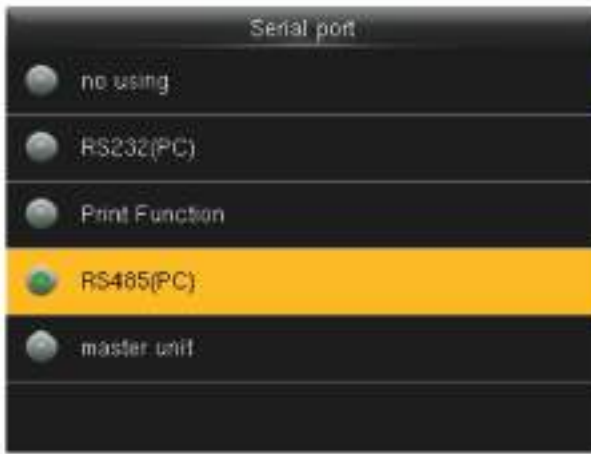 Serial port
no using
RS232(PC)
Print Function
RS485(PC)
master unit